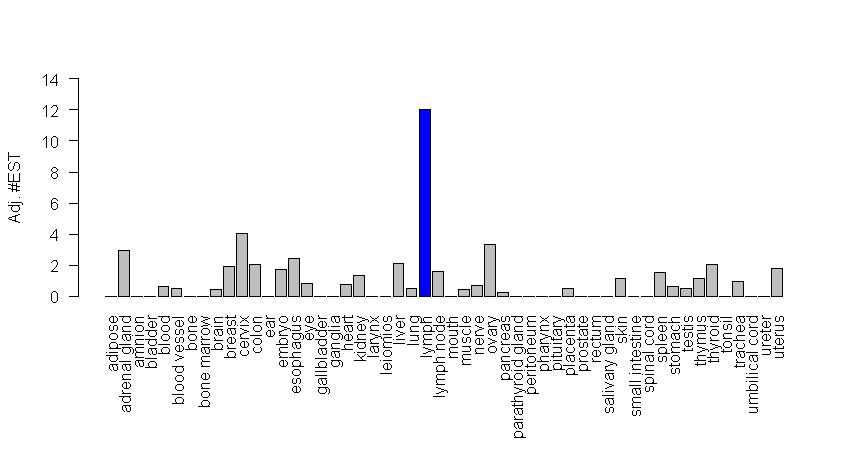 14
12
10
8
6
4
2
0
Adj. #EST
adipose
adrenal gland
amnion
bladder
blood
blood vessel
bone
bone marrow
brain
breast
cervix
colon
ear
embryo
esophagus
eye
gallbladder
ganglia
heart
kidney
larynx
leiomios
liver
lung
lymph
lymph node
mouth
muscle
nerve
ovary
pancreas
parathyroid gland
peritoneum
pharynx
pituitary
placenta
prostate
rectum
salivary gland
skin
small intestine
spinal cord
spleen
stomach
testis
thymus
thyroid
tonsil
trachea
umbilical cord
ureter
uterus